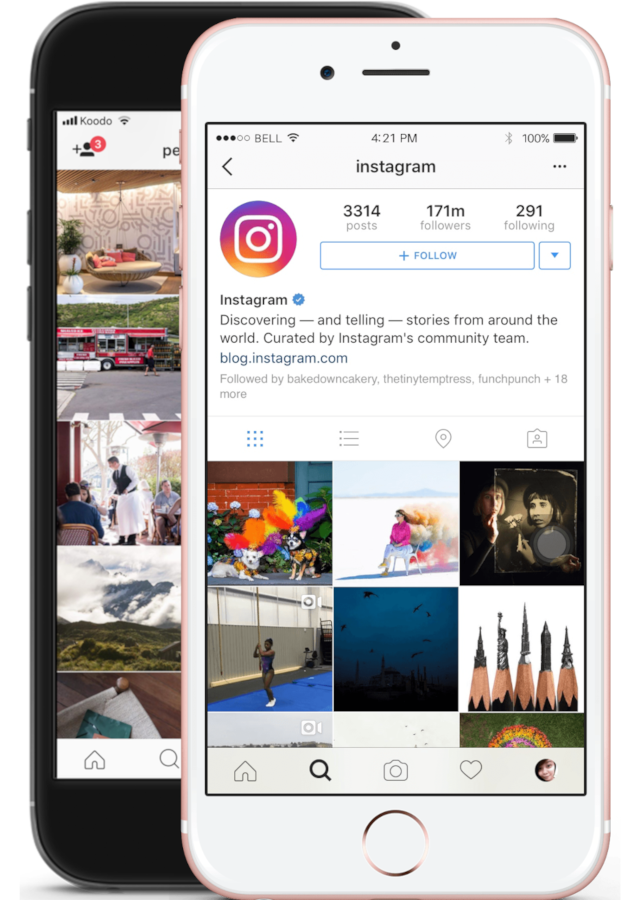 Koodo
3
pe
BELL
4:21 PM
100%
instagram
3314
171m
291
posts
followers
following
+ FOLLOW
Instagram
Discovering — and telling — stories from around the
world. Curated by Instagram's community team.
blog.instagram.com
Followed by bakedowncakery, thetinytemptress, funchpunch + 18
more